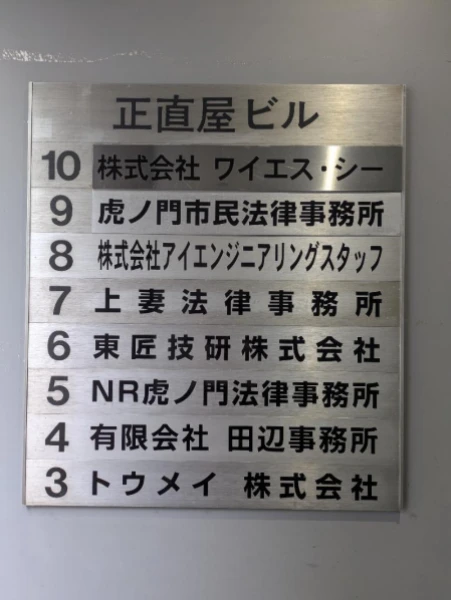 正直屋ビル
10 株式会社 ワイエス・シー
9 虎ノ門市民法律事務所
8 株式会社アイエンジニアリングスタッフ
7 上妻法律事務所
6 東匠技研株式会社
5 NR虎ノ門法律事務所
4 有限会社 田辺事務所
3 トウメイ 株式会社